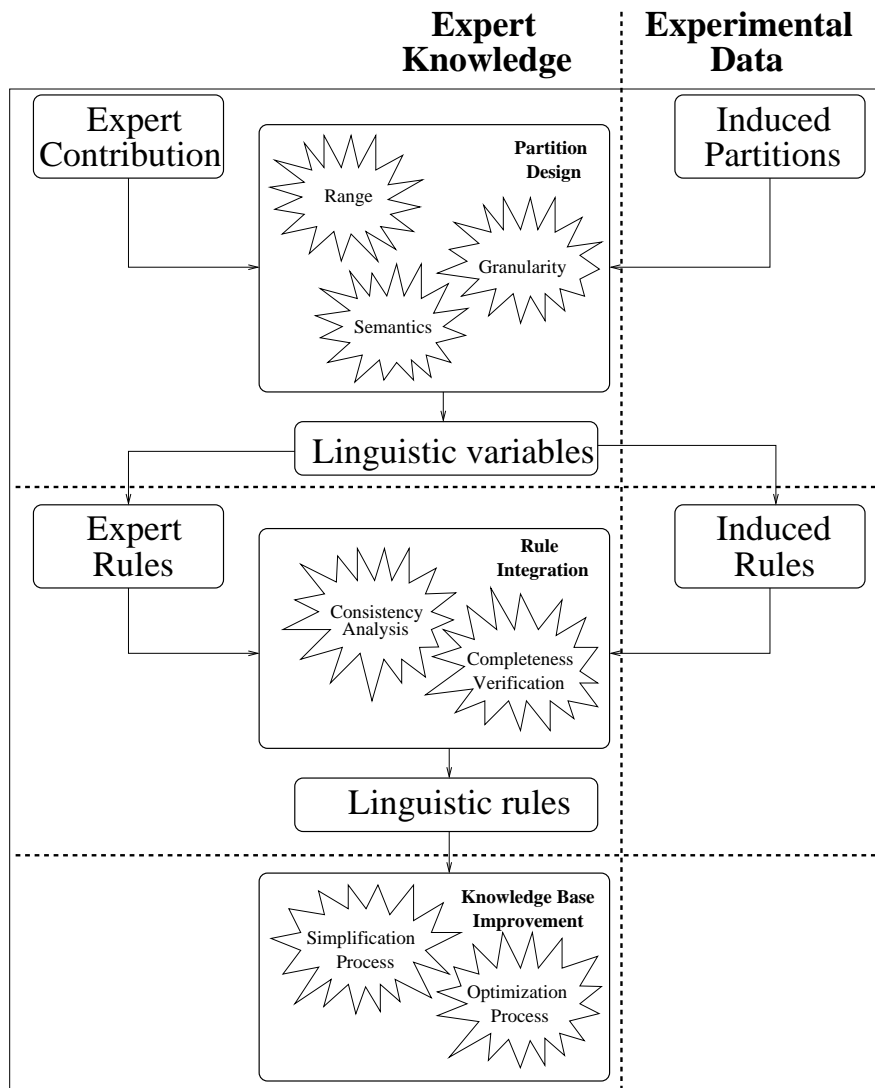 Expert
Knowledge
Experimental
Data
Expert
Contribution
Partition
Design
Range
Granularity
Semantics
Induced
Partitions
Linguistic variables
Expert
Rules
Rule
Integration
Consistency
Analysis
Completeness
Verification
Induced
Rules
Linguistic rules
Knowledge Base
Improvement
Simplification
Process
Optimization
Process